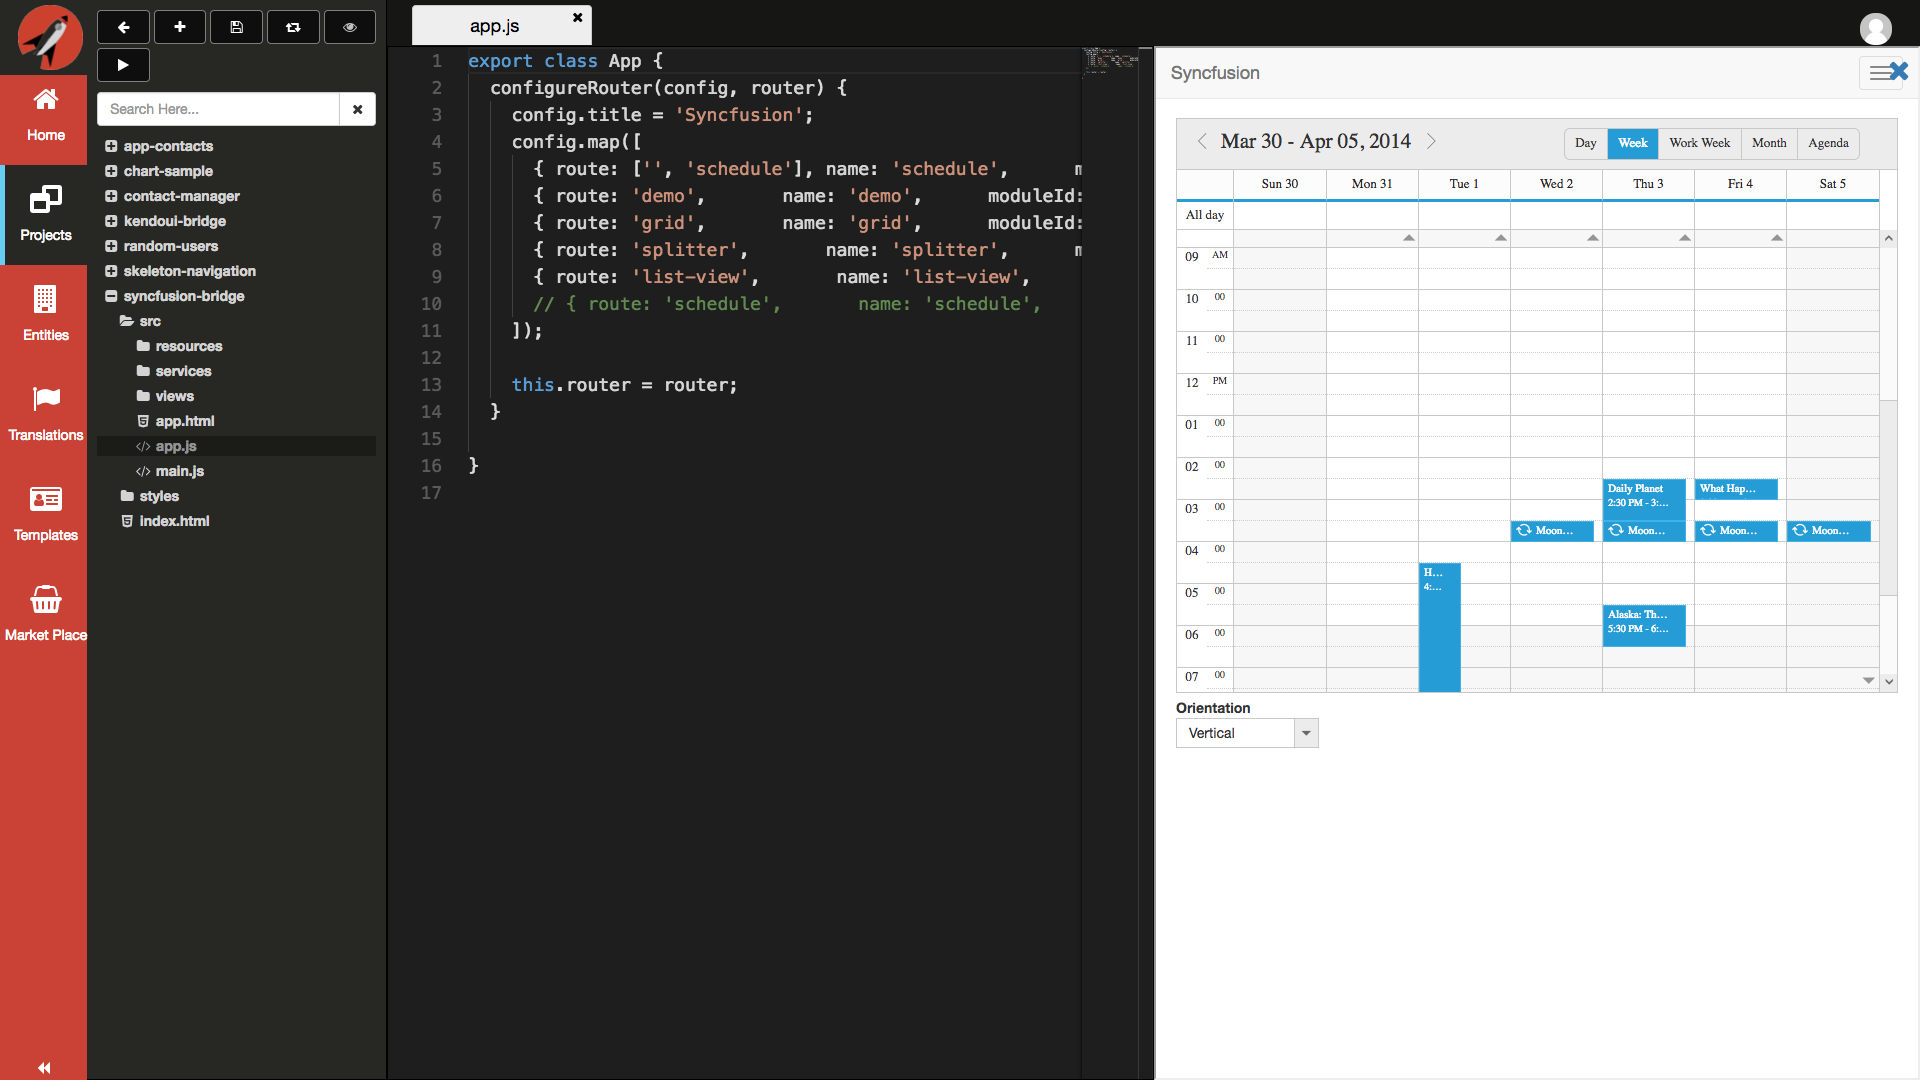 Home
Projects
Entities
Translations
Templates
Market Place
Search Here...
app-contacts
chart-sample
contact-manager
kendoui-bridge
random-users
skeleton-navigation
syncfusion-bridge
src
resources
services
views
app.html
app.js
main.js
styles
index.html
app.js
1 export class App {
2 configureRouter(config, router) {
3 config.title = 'Syncfusion';
4 config.map([
5 { route: ['', 'schedule'], name: 'schedule', m
6 { route: 'demo', name: 'demo', moduleId:
7 { route: 'grid', name: 'grid', moduleId:
8 { route: 'splitter', name: 'splitter', m
9 { route: 'list-view', name: 'list-view',
10 // { route: 'schedule', name: 'schedule',
11 ]);
12
13 this.router = router;
14 }
15
16 }
17
Syncfusion
Mar 30 - Apr 05, 2014
Day Week Work Week Month Agenda
Sun 30 Mon 31 Tue 1 Wed 2 Thu 3 Fri 4 Sat 5
All day
09 AM
10 00
11 00
12 PM
01 00
02 00
Daily Planet What Hap...
2:30 PM - 3:...
03 00
Moon... Moon... Moon... Moon...
04 00
H...
4:...
05 00
Alaska: Th...
5:30 PM - 6:...
06 00
07 00
Orientation
Vertical